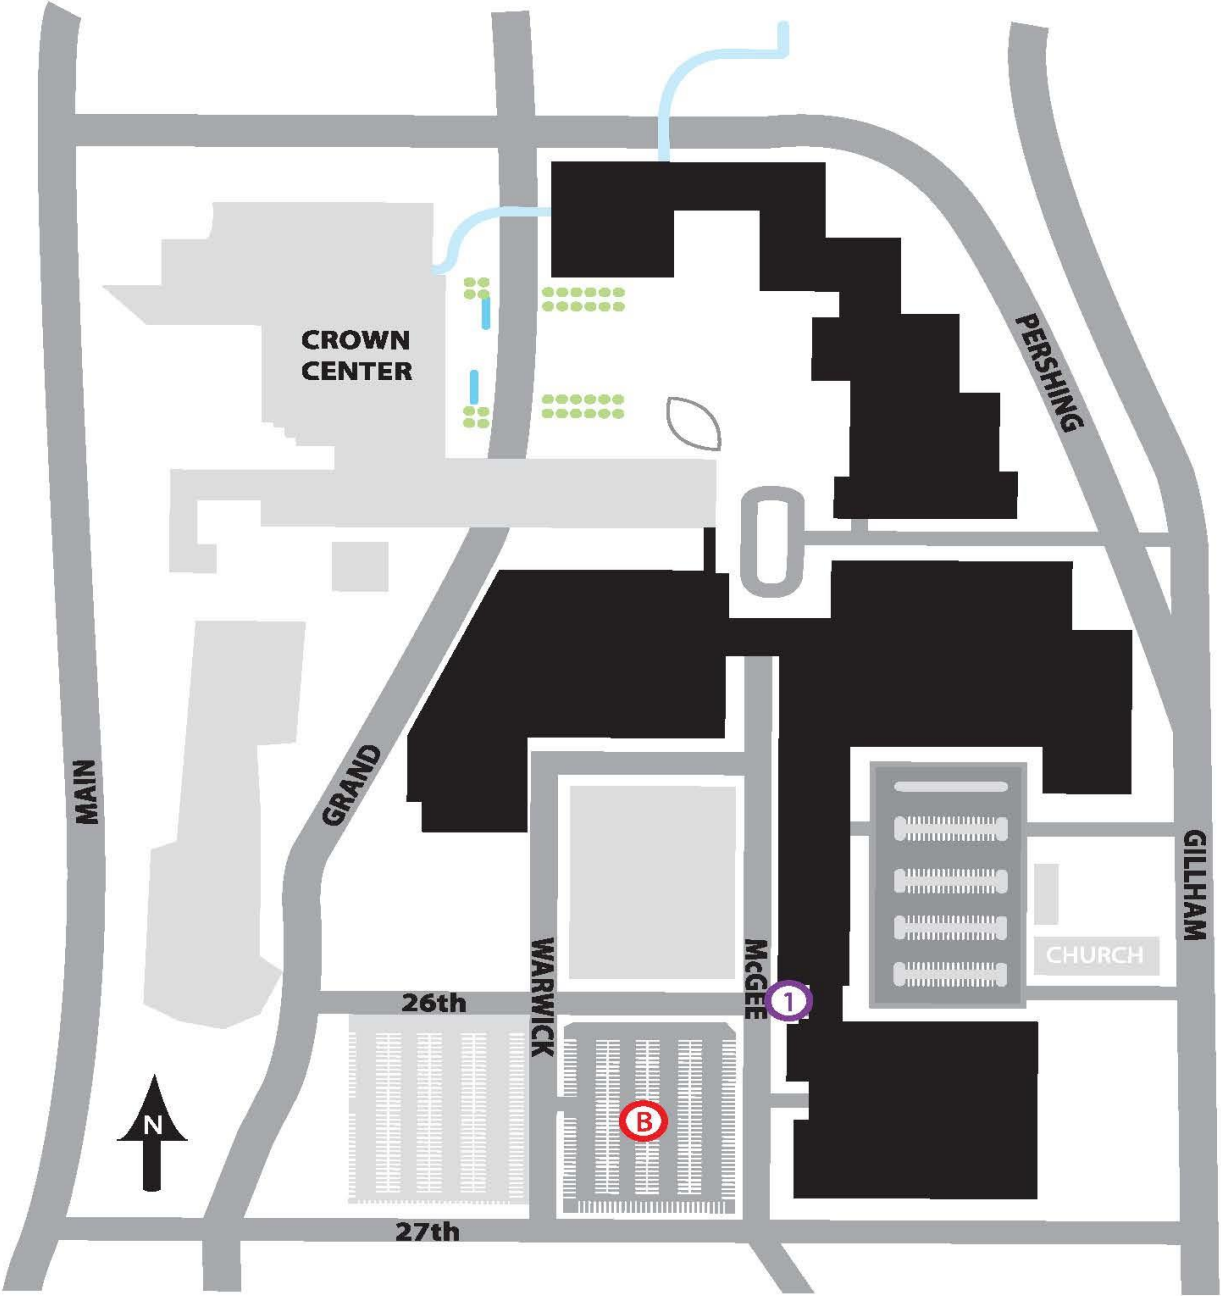 CROWN
CENTER
PERSHING
MAIN
GRAND
GILLHAM
WARWICK
McGEE
CHURCH
26th
1
B
N
27th